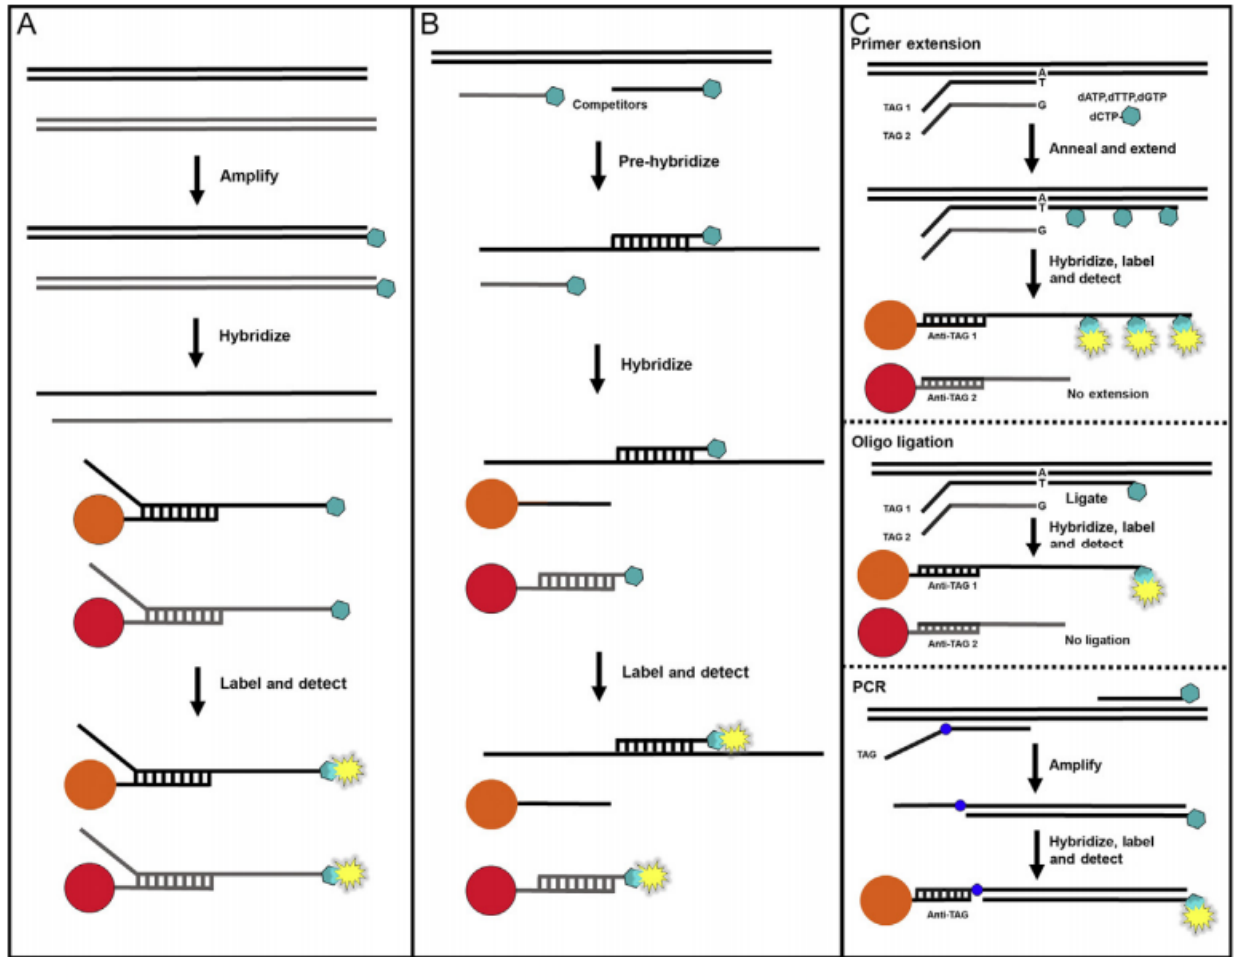 A
Amplify
Hybridize
Label and detect
B
Competitors
Pre-hybridize
Hybridize
Label and detect
C
Primer extension
A
T
TAG 1
G
TAG 2
dATP,dTTP,dGTP
dCTP-
Anneal and extend
A
T
G
Hybridize, label
and detect
Anti-TAG 1
Anti-TAG 2
No extension
Oligo ligation
A
T
TAG 1
G
TAG 2
Ligate
Hybridize, label
and detect
Anti-TAG 1
Anti-TAG 2
No ligation
PCR
TAG
Amplify
Hybridize, label
and detect
Anti-TAG